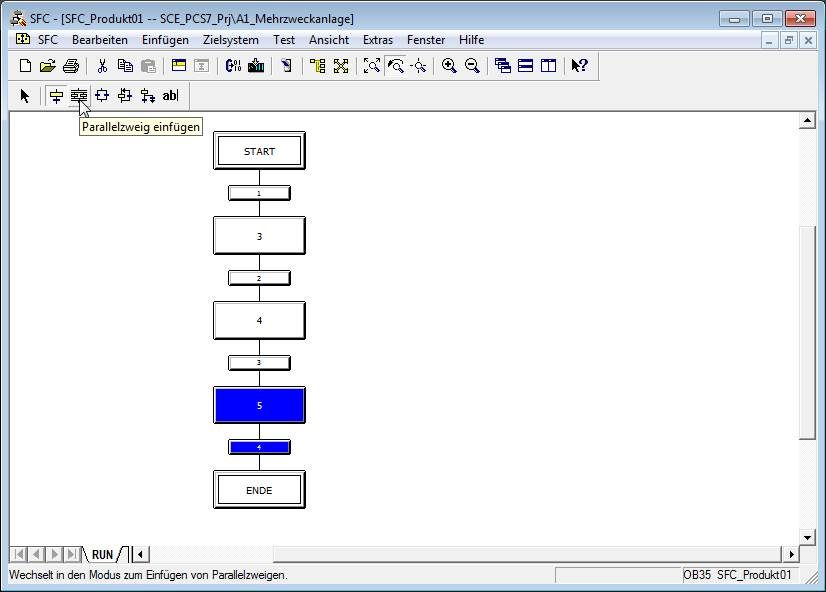 SFC - [SFC_Produkt01 -- SCE_PCS7_Prj\A1_Mehrzweckanlage]
SFC Bearbeiten Einfügen Zielsystem Test Ansicht Extras Fenster Hilfe
ab
Parallelzweig einfügen
START
1
3
2
4
3
5
4
ENDE
RUN
Wechselt in den Modus zum Einfügen von Parallelzweigen.
OB35 SFC_Produkt01